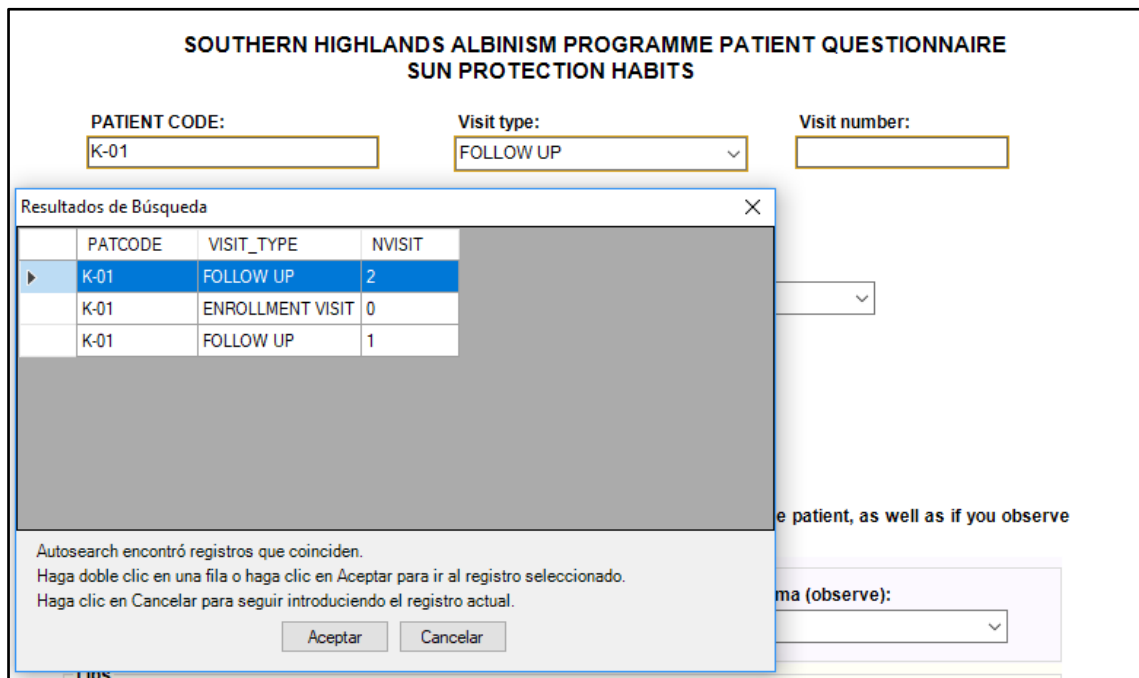 SOUTHERN HIGHLANDS ALBINISM PROGRAMME PATIENT QUESTIONNAIRE
SUN PROTECTION HABITS
PATIENT CODE: Visit type: Visit number:
K-01 FOLLOW UP
Resultados de Búsqueda
PATCODE VISIT_TYPE NVISIT
K-01 FOLLOW UP 2
K-01 ENROLLMENT VISIT 0
K-01 FOLLOW UP 1
e patient, as well as if you observe
Autosearch encontró registros que coinciden.
Haga doble clic en una fila o haga clic en Aceptar para ir al registro seleccionado.
Haga clic en Cancelar para seguir introduciendo el registro actual.
ma (observe):
Aceptar Cancelar